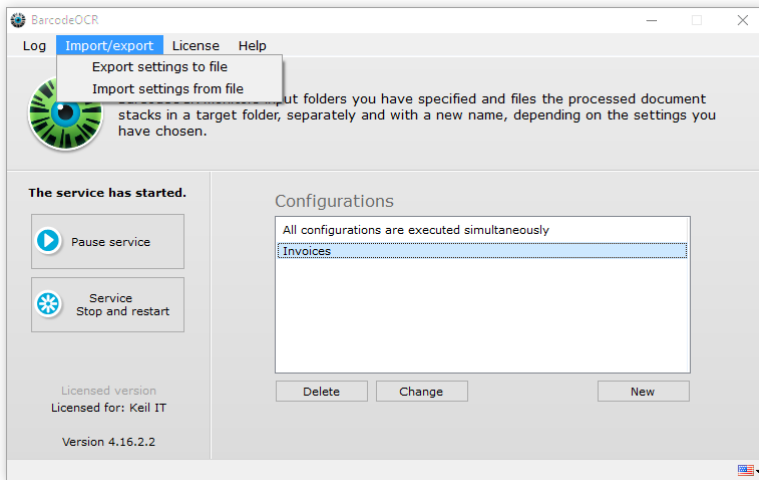 BarcodeOCR
Log Import/export License Help
Export settings to file
Import settings from file
input folders you have specified and files the processed document
stacks in a target folder, separately and with a new name, depending on the settings you
have chosen.
The service has started.
Pause service
Service
Stop and restart
Licensed version
Licensed for: Keil IT
Version 4.16.2.2
Configurations
All configurations are executed simultaneously
Invoices
Delete Change New